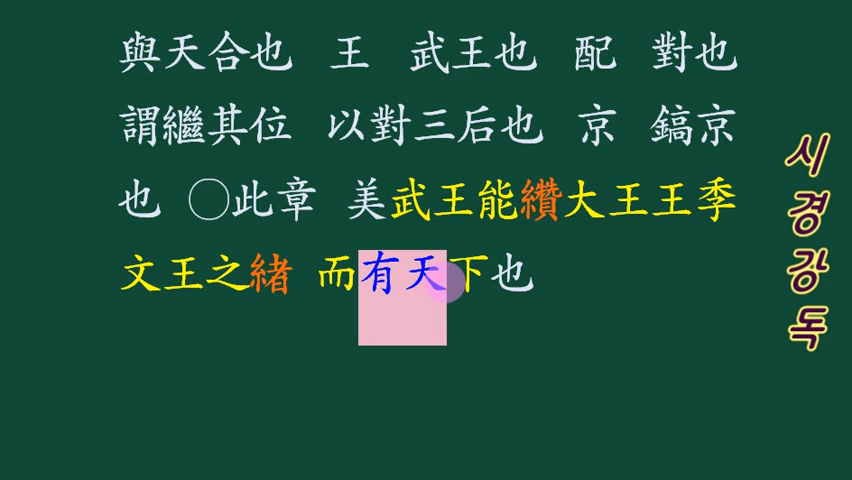 與天合也 王 武王也 配 對也
謂繼其位 以對三后也 京 鎬京
也 ○此章 美武王能纘大王王季
文王之緖 而有天下也
시경강독